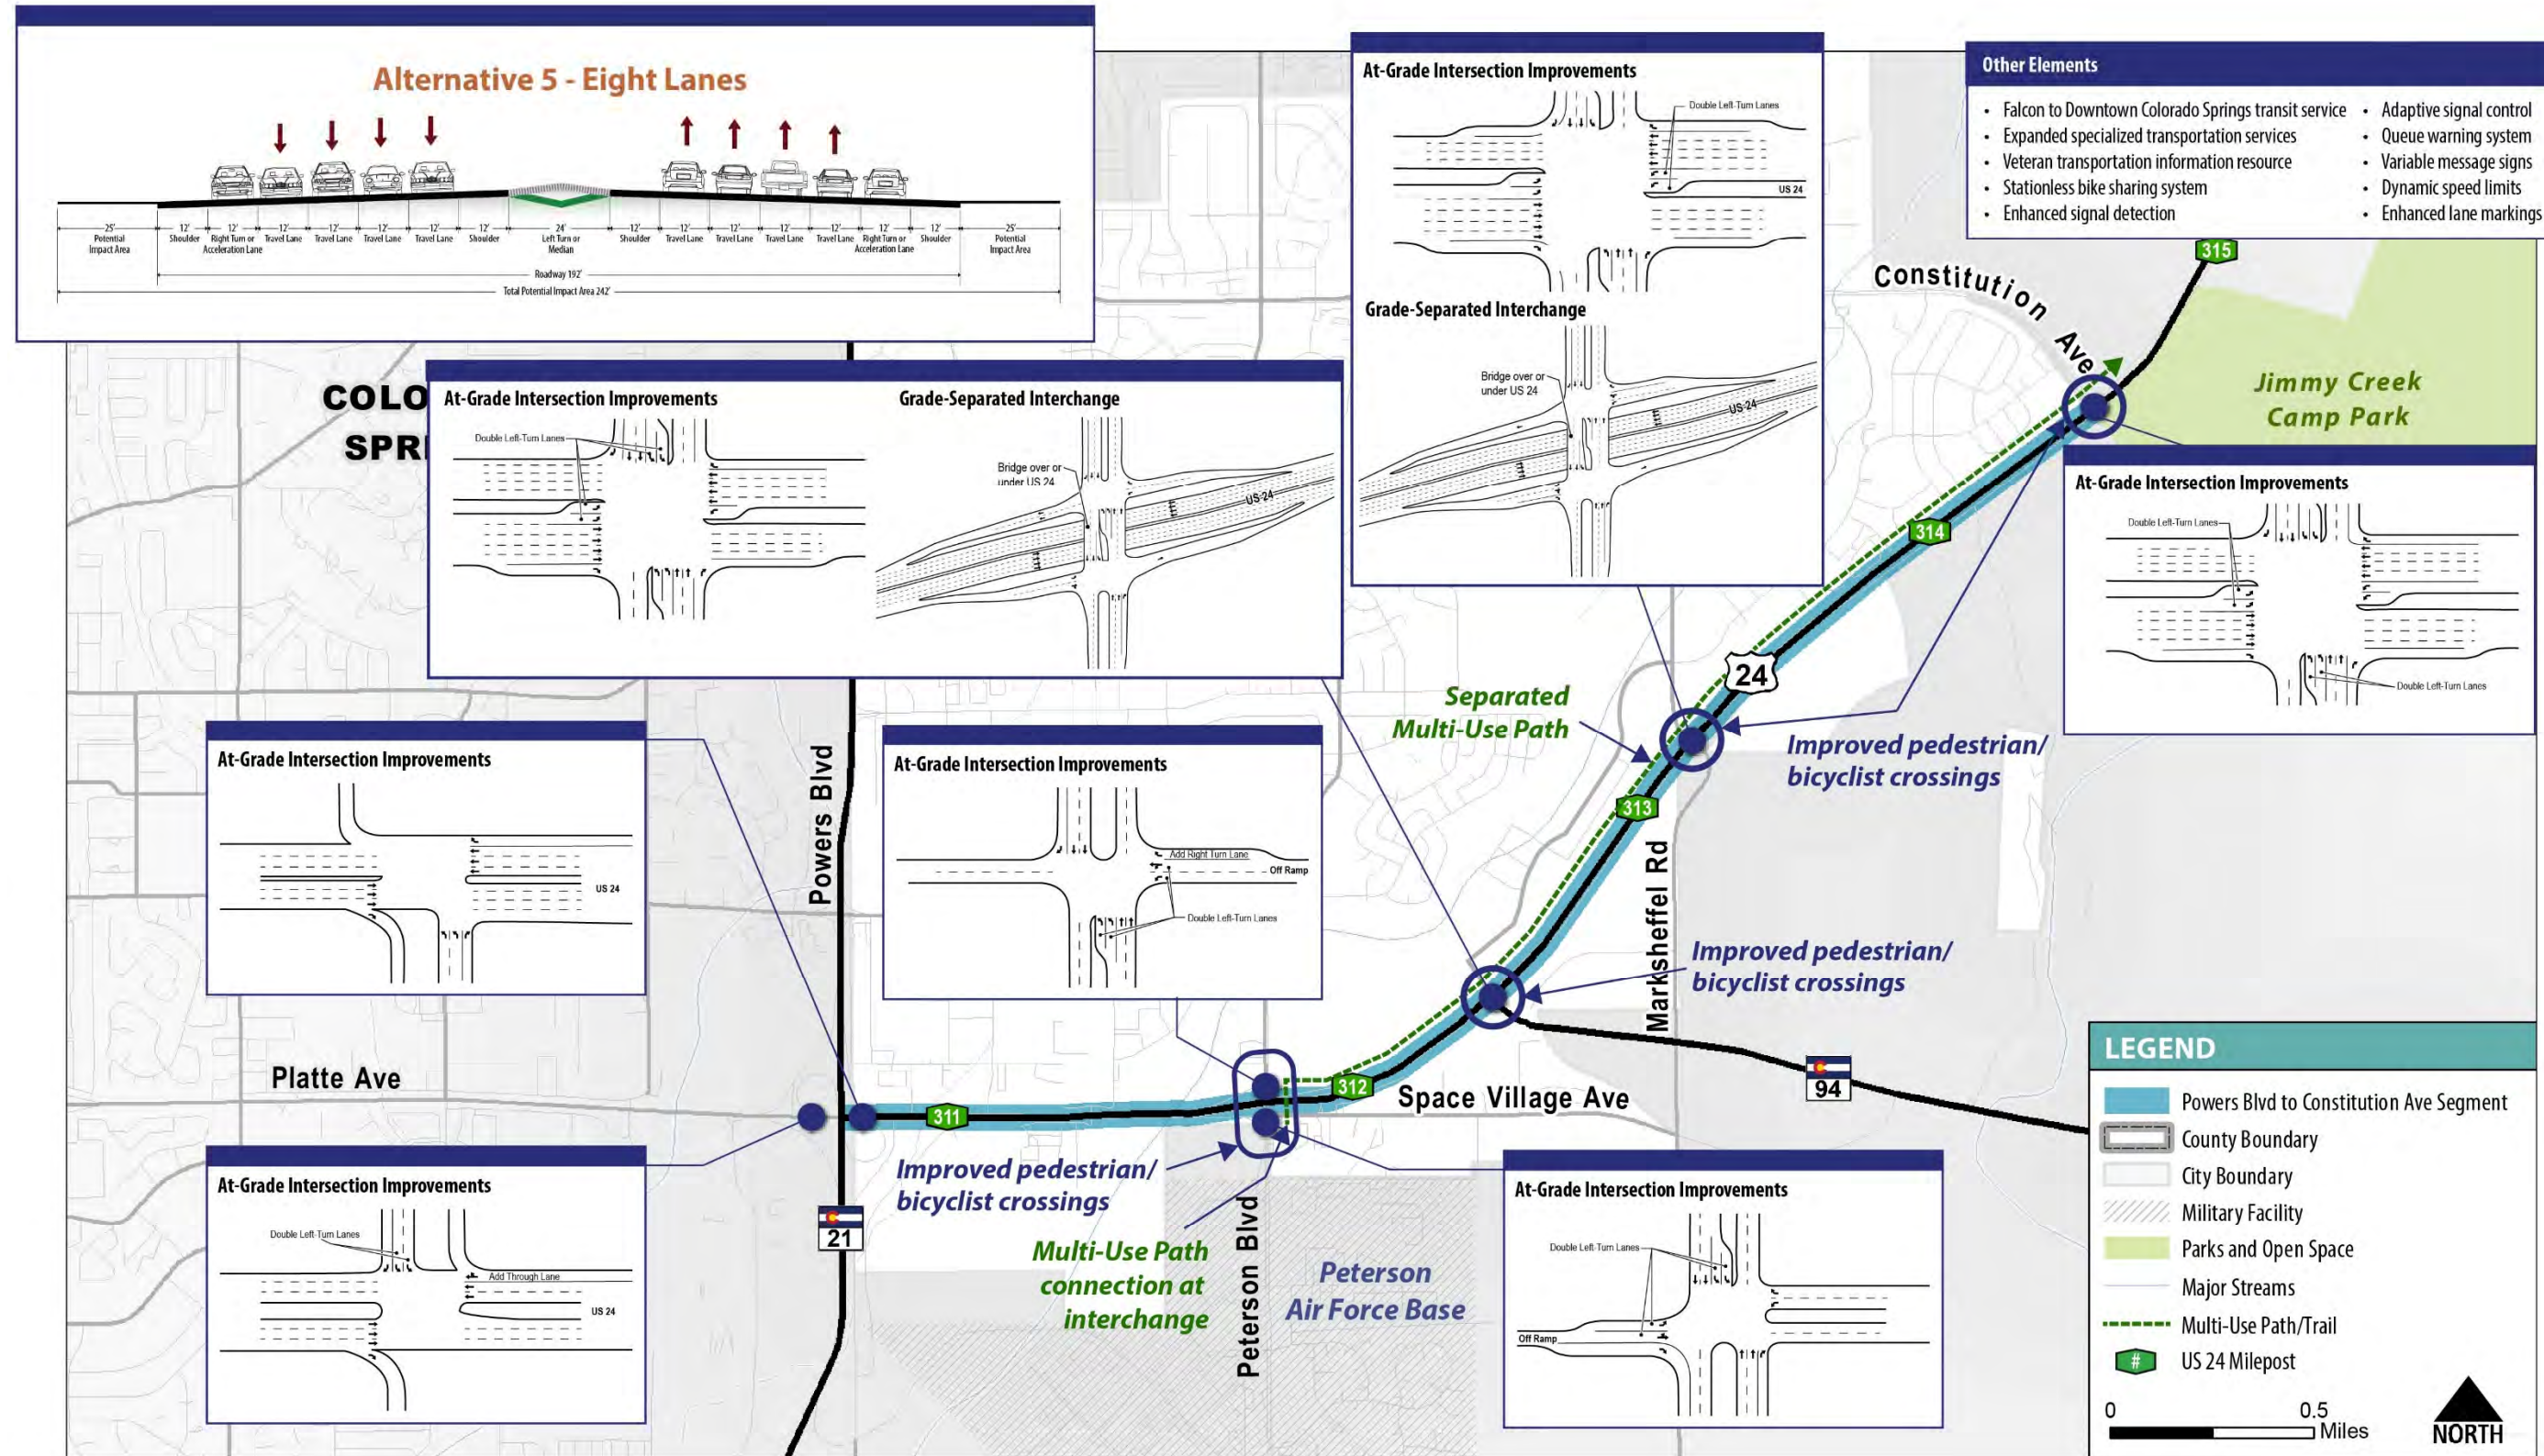 Alternative 5 - Eight Lanes
25'
Potential
Impact Area
12'
Shoulder
12'
Right Turn or
Acceleration Lane
12'
Travel Lane
12'
Travel Lane
12'
Travel Lane
12'
Travel Lane
12'
Shoulder
24'
Left Turn or
Median
12'
Shoulder
12'
Travel Lane
12'
Travel Lane
12'
Travel Lane
12'
Travel Lane
12'
Right Turn or
Acceleration Lane
12'
Shoulder
25'
Potential
Impact Area
Roadway 192'
Total Potential Impact Area 242'
At-Grade Intersection Improvements
Double Left-Turn Lanes
US 24
Grade-Separated Interchange
Bridge over or
under US 24
US 24
Other Elements
• Falcon to Downtown Colorado Springs transit service
• Expanded specialized transportation services
• Veteran transportation information resource
• Stationless bike sharing system
• Enhanced signal detection
• Adaptive signal control
• Queue warning system
• Variable message signs
• Dynamic speed limits
• Enhanced lane markings
315
Constitution Ave
Jimmy Creek
Camp Park
COLO
SPRI
At-Grade Intersection Improvements
Double Left-Turn Lanes
Grade-Separated Interchange
Bridge over or
under US 24
US 24
At-Grade Intersection Improvements
Double Left-Turn Lanes
Double Left-Turn Lanes
314
24
Separated
Multi-Use Path
Improved pedestrian/
bicyclist crossings
313
Marksheffel Rd
At-Grade Intersection Improvements
US 24
Powers Blvd
At-Grade Intersection Improvements
Add Right Turn Lane
Off Ramp
Double Left-Turn Lanes
Improved pedestrian/
bicyclist crossings
Platte Ave
311
312
Space Village Ave
94
Improved pedestrian/
bicyclist crossings
At-Grade Intersection Improvements
Double Left-Turn Lanes
Add Through Lane
US 24
21
Multi-Use Path
connection at
interchange
Peterson Blvd
Peterson
Air Force Base
At-Grade Intersection Improvements
Double Left-Turn Lanes
Off Ramp
LEGEND
Powers Blvd to Constitution Ave Segment
County Boundary
City Boundary
Military Facility
Parks and Open Space
Major Streams
Multi-Use Path/Trail
# US 24 Milepost
0 0.5
Miles
NORTH